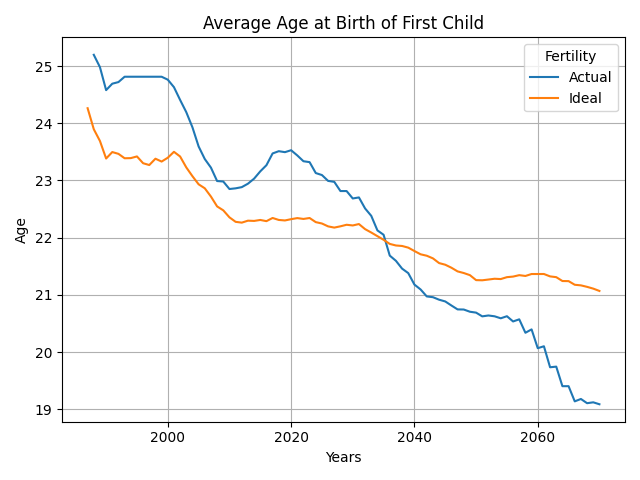 Average Age at Birth of First Child
Fertility
Actual
Ideal
Age
25
24
23
22
21
20
19
2000
2020
2040
2060
Years